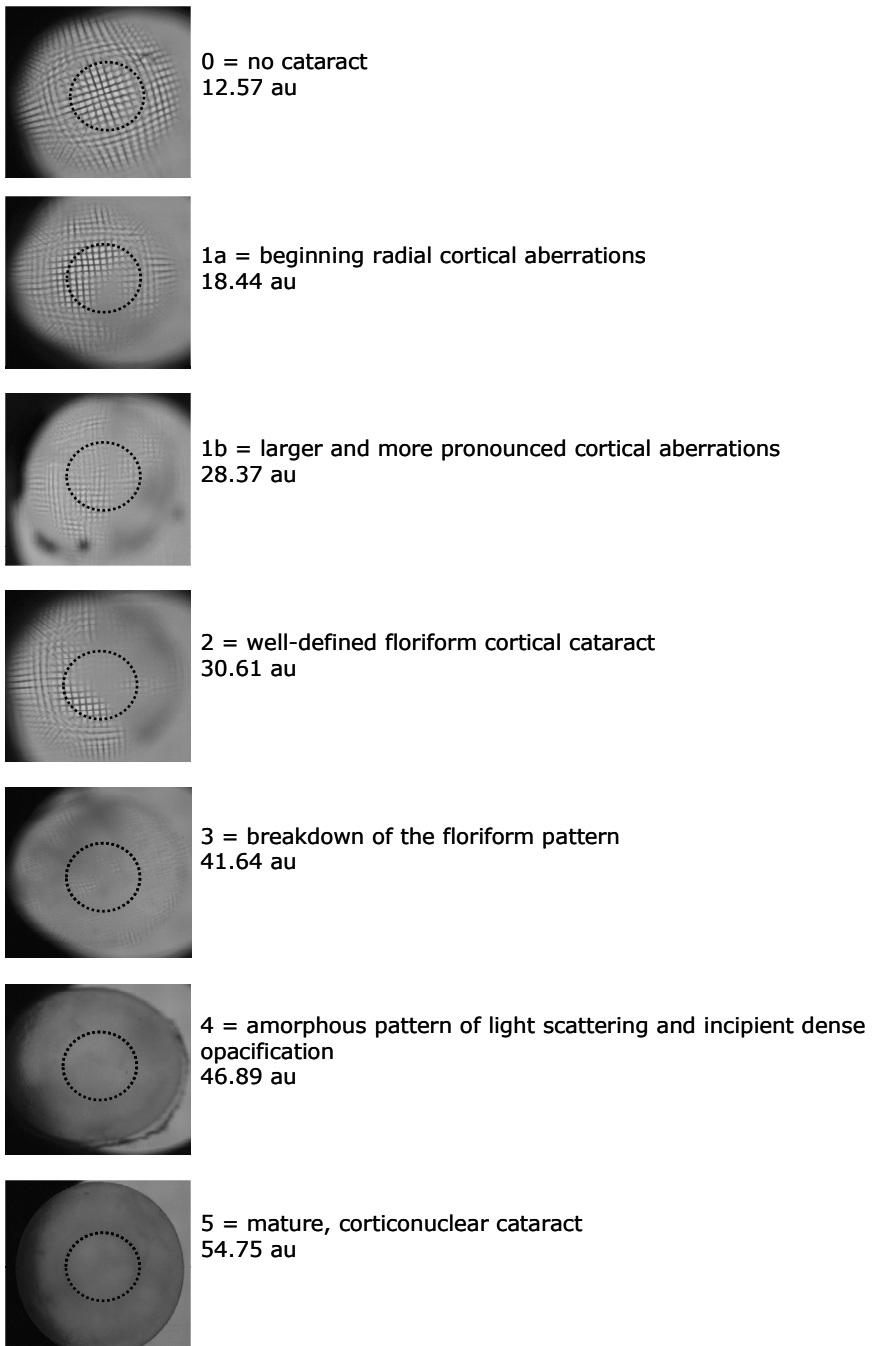 0 = no cataract
12.57 au
1a = beginning radial cortical aberrations
18.44 au
1b = larger and more pronounced cortical aberrations
28.37 au
2 = well-defined floriform cortical cataract
30.61 au
3 = breakdown of the floriform pattern
41.64 au
4 = amorphous pattern of light scattering and incipient dense
opacification
46.89 au
5 = mature, corticonuclear cataract
54.75 au